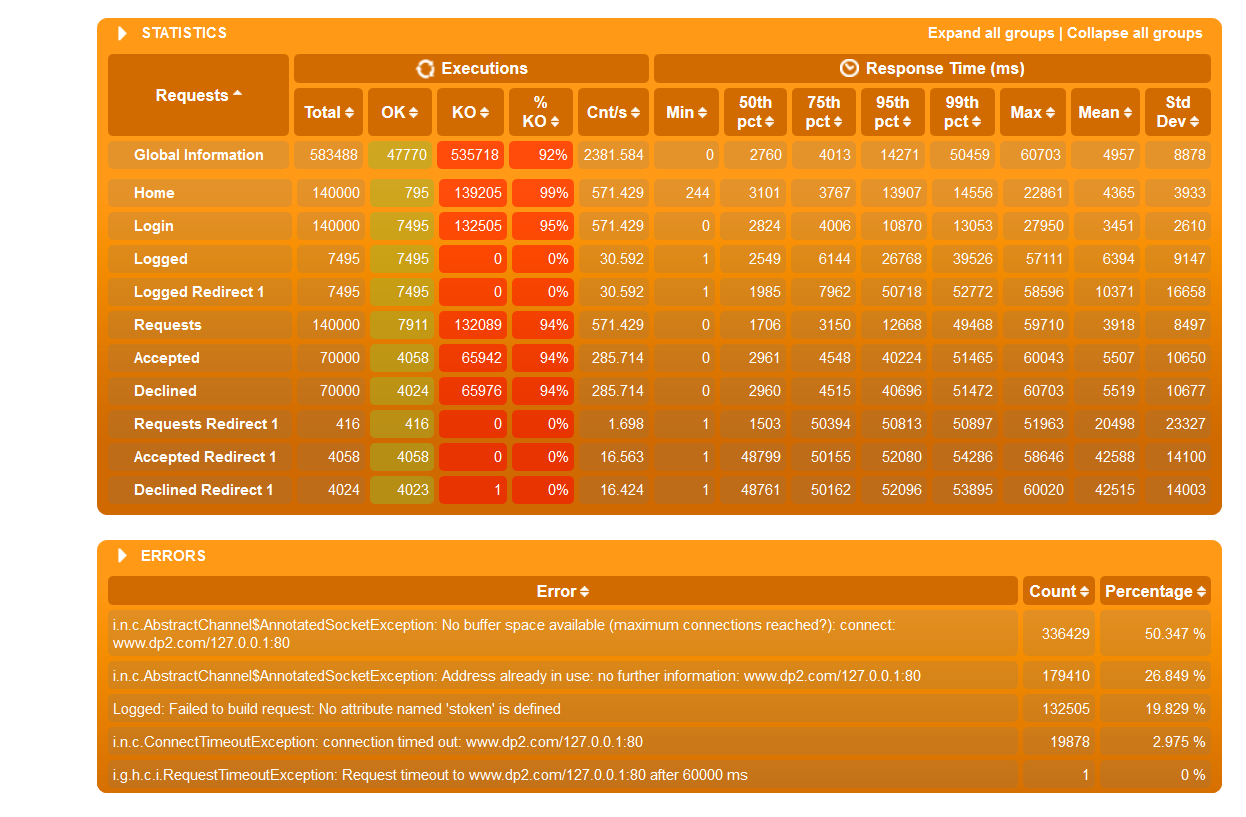 STATISTICS Expand all groups | Collapse all groups
Requests Executions Response Time (ms)
Total OK KO % KO Cnt/s Min 50th pct 75th pct 95th pct 99th pct Max Mean Std Dev
Global Information 583488 47770 535718 92% 2381.584 0 2760 4013 14271 50459 60703 4957 8878
Home 140000 795 139205 99% 571.429 244 3101 3767 13907 14556 22861 4365 3933
Login 140000 7495 132505 95% 571.429 0 2824 4006 10870 13053 27950 3451 2610
Logged 7495 7495 0 0% 30.592 1 2549 6144 26768 39526 57111 6394 9147
Logged Redirect 1 7495 7495 0 0% 30.592 1 1985 7962 50718 52772 58596 10371 16658
Requests 140000 7911 132089 94% 571.429 0 1706 3150 12668 49468 59710 3918 8497
Accepted 70000 4058 65942 94% 285.714 0 2961 4548 40224 51465 60043 5507 10650
Declined 70000 4024 65976 94% 285.714 0 2960 4515 40696 51472 60703 5519 10677
Requests Redirect 1 416 416 0 0% 1.698 1 1503 50394 50813 50897 51963 20498 23327
Accepted Redirect 1 4058 4058 0 0% 16.563 1 48799 50155 52080 54286 58646 42588 14100
Declined Redirect 1 4024 4023 1 0% 16.424 1 48761 50162 52096 53895 60020 42515 14003
ERRORS
Error Count Percentage
i.n.c.AbstractChannel$AnnotatedSocketException: No buffer space available (maximum connections reached?): connect:
www.dp2.com/127.0.0.1:80 336429 50.347 %
i.n.c.AbstractChannel$AnnotatedSocketException: Address already in use: no further information: www.dp2.com/127.0.0.1:80 179410 26.849 %
Logged: Failed to build request: No attribute named 'stoken' is defined 132505 19.829 %
i.n.c.ConnectTimeoutException: connection timed out: www.dp2.com/127.0.0.1:80 19878 2.975 %
i.g.h.c.i.RequestTimeoutException: Request timeout to www.dp2.com/127.0.0.1:80 after 60000 ms 1 0 %